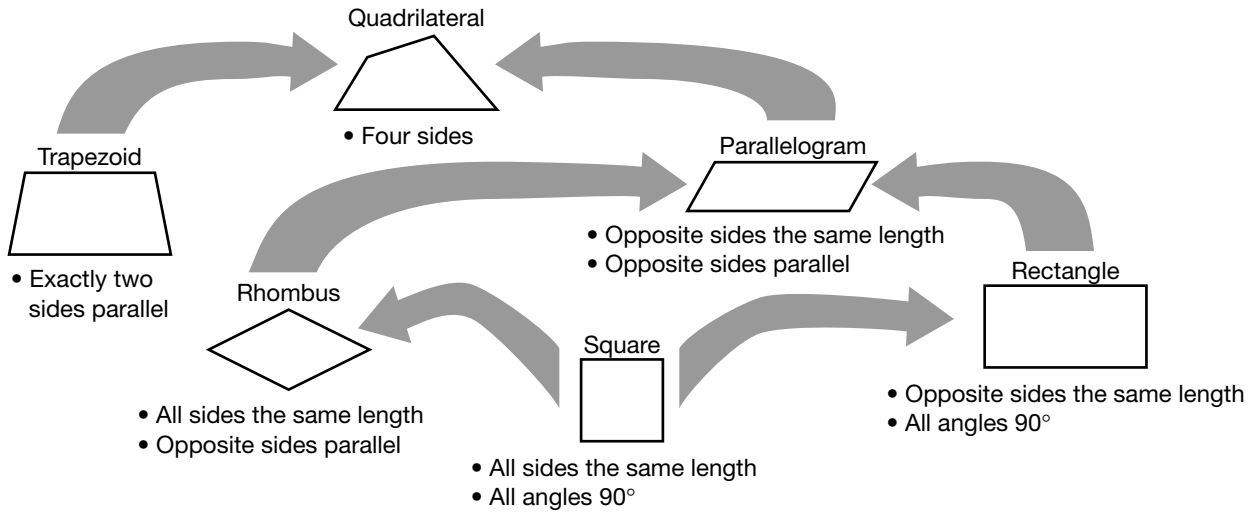 Quadrilateral
• Four sides
Trapezoid
• Exactly two
sides parallel
Parallelogram
• Opposite sides the same length
• Opposite sides parallel
Rhombus
• All sides the same length
• Opposite sides parallel
Square
• All sides the same length
• All angles 90°
Rectangle
• Opposite sides the same length
• All angles 90°